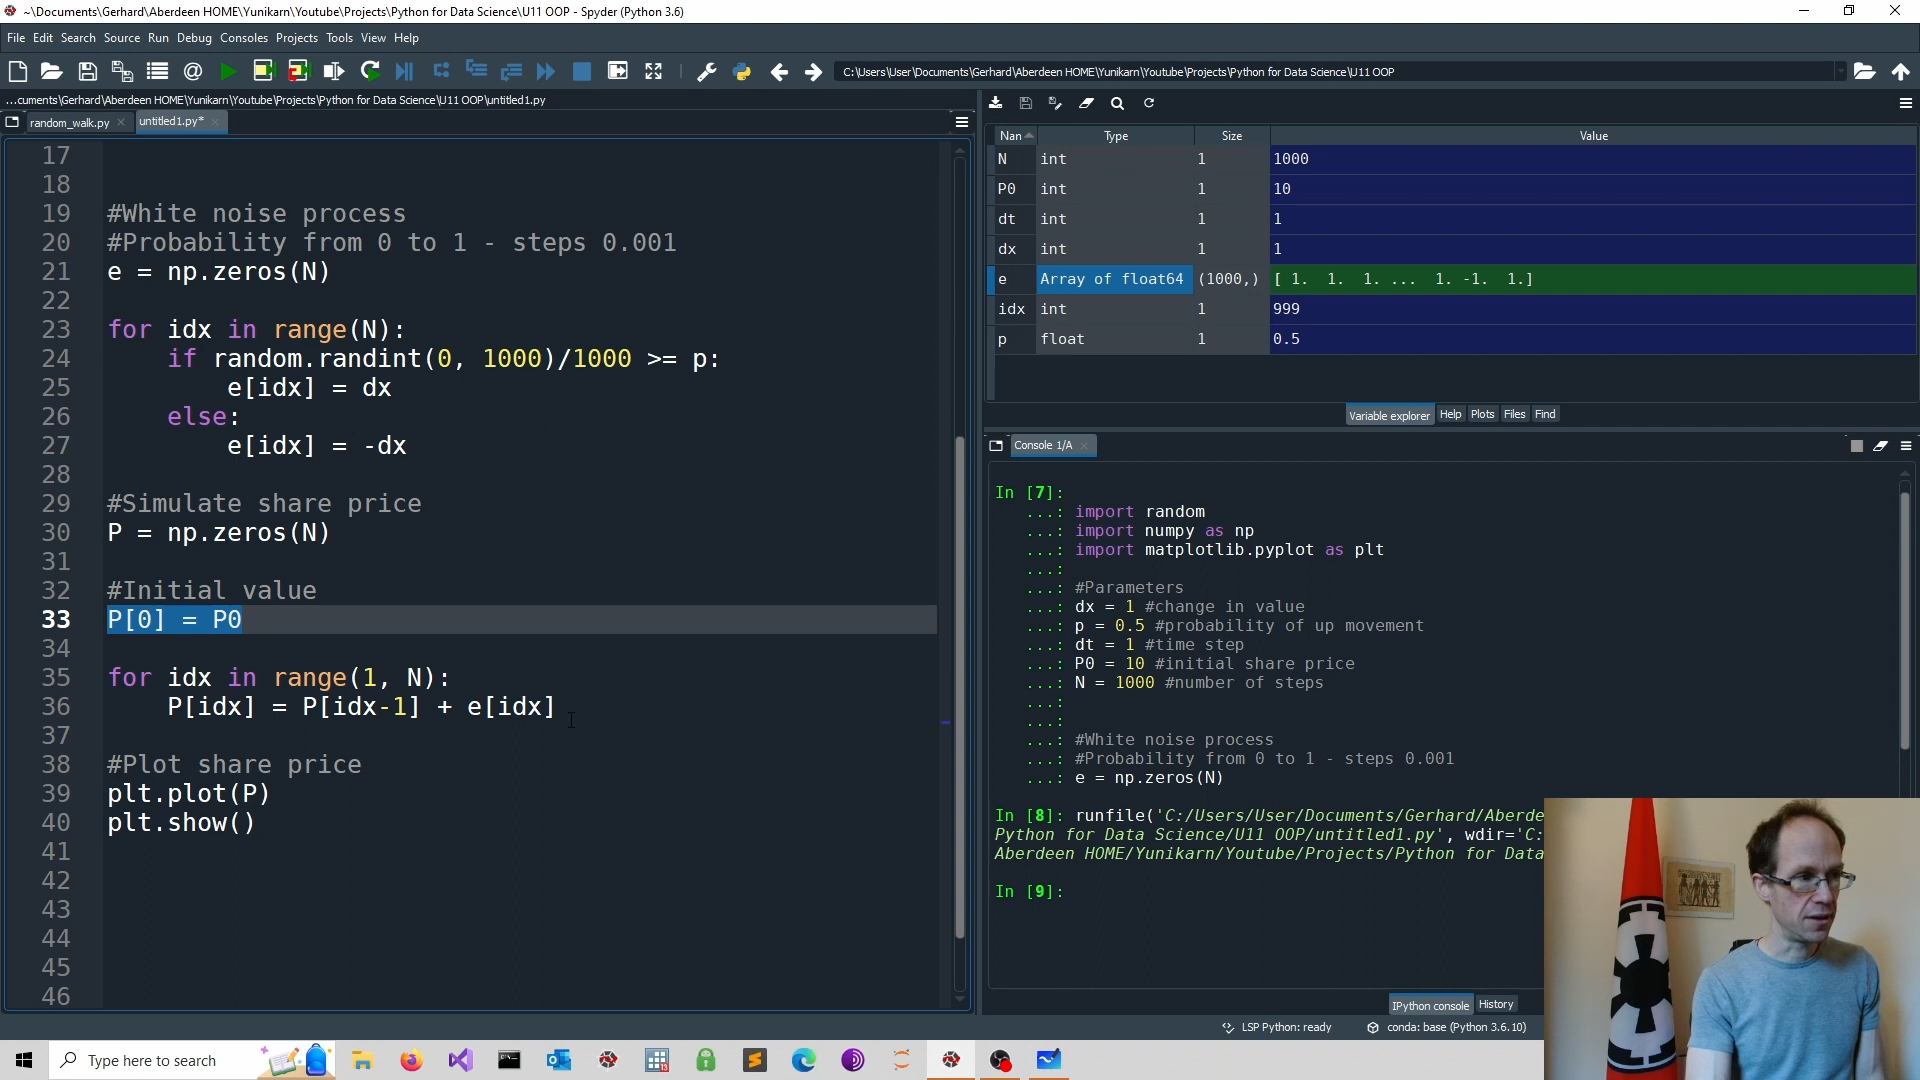 ~\Documents\Gerhard\Aberdeen HOME\Yunikarn\Youtube\Projects\Python for Data Science\U11 OOP - Spyder (Python 3.6)
File Edit Search Source Run Debug Consoles Projects Tools View Help
C:\Users\User\Documents\Gerhard\Aberdeen HOME\Yunikarn\Youtube\Projects\Python for Data Science\U11 OOP
...cuments\Gerhard\Aberdeen HOME\Yunikarn\Youtube\Projects\Python for Data Science\U11 OOP\untitled1.py
random_walk.py
untitled1.py*
17
18
19 #White noise process
20 #Probability from 0 to 1 - steps 0.001
21 e = np.zeros(N)
22
23 for idx in range(N):
24 if random.randint(0, 1000)/1000 >= p:
25 e[idx] = dx
26 else:
27 e[idx] = -dx
28
29 #Simulate share price
30 P = np.zeros(N)
31
32 #Initial value
33 P[0] = P0
34
35 for idx in range(1, N):
36 P[idx] = P[idx-1] + e[idx]
37
38 #Plot share price
39 plt.plot(P)
40 plt.show()
41
42
43
44
45
46
Nan Type Size Value
N int 1 1000
P0 int 1 10
dt int 1 1
dx int 1 1
e Array of float64 (1000,) [ 1. 1. 1. ... 1. -1. 1.]
idx int 1 999
p float 1 0.5
Variable explorer Help Plots Files Find
Console 1/A
In [7]:
...: import random
...: import numpy as np
...: import matplotlib.pyplot as plt
...:
...: #Parameters
...: dx = 1 #change in value
...: p = 0.5 #probability of up movement
...: dt = 1 #time step
...: P0 = 10 #initial share price
...: N = 1000 #number of steps
...:
...:
...: #White noise process
...: #Probability from 0 to 1 - steps 0.001
...: e = np.zeros(N)
In [8]: runfile('C:/Users/User/Documents/Gerhard/Aberde
Python for Data Science/U11 OOP/untitled1.py', wdir='C:
Aberdeen HOME/Yunikarn/Youtube/Projects/Python for Data
In [9]:
IPython console History
LSP Python: ready conda: base (Python 3.6.10)
Type here to search
13